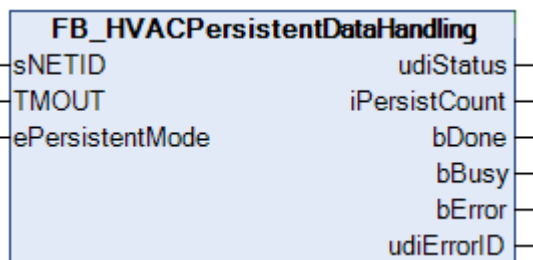 FB_HVACPersistentDataHandling
sNETID udiStatus
TMOUT iPersistCount
ePersistentMode bDone
bBusy
bError
udiErrorID